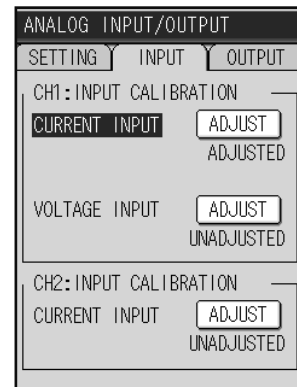 ANALOG INPUT/OUTPUT
SETTING INPUT OUTPUT
CH1:INPUT CALIBRATION
CURRENT INPUT ADJUST
ADJUSTED
VOLTAGE INPUT ADJUST
UNADJUSTED
CH2:INPUT CALIBRATION
CURRENT INPUT ADJUST
UNADJUSTED